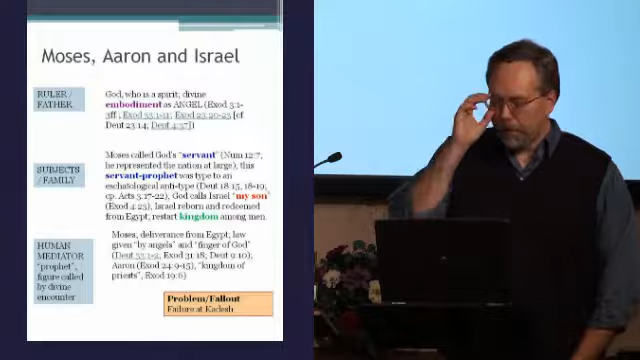 Moses, Aaron and Israel
RULER /
FATHER
God, who is a spirit; divine
embodiment as ANGEL (Exod 3:1-
3ff ; Exod 33:1-11; Exod 23:20-23 [cf
Deut 23:14; Deut 4:37])
SUBJECTS
/ FAMILY
Moses called God's "servant" (Num 12:7;
he represented the nation at large), this
servant-prophet was type to an
eschatological anti-type (Deut 18:15, 18-19;
cp. Acts 3:17-22), God calls Israel "my son"
(Exod 4:23), Israel reborn and redeemed
from Egypt; restart kingdom among men.
HUMAN
MEDIATOR
"prophet",
figure called
by divine
encounter
Moses, deliverance from Egypt; law
given "by angels" and "finger of God"
(Deut 33:1-2, Exod 31:18; Deut 9:10);
Aaron (Exod 24:9-15), "kingdom of
priests", Exod 19:6)
Problem/Fallout
Failure at Kadesh